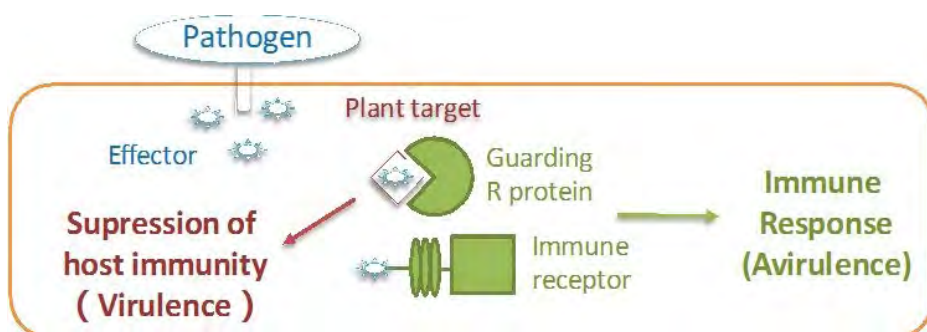 Pathogen
Plant target
Effector
Guarding
R protein
Supression of
host immunity
( Virulence )
Immune
receptor
Immune
Response
(Avirulence)